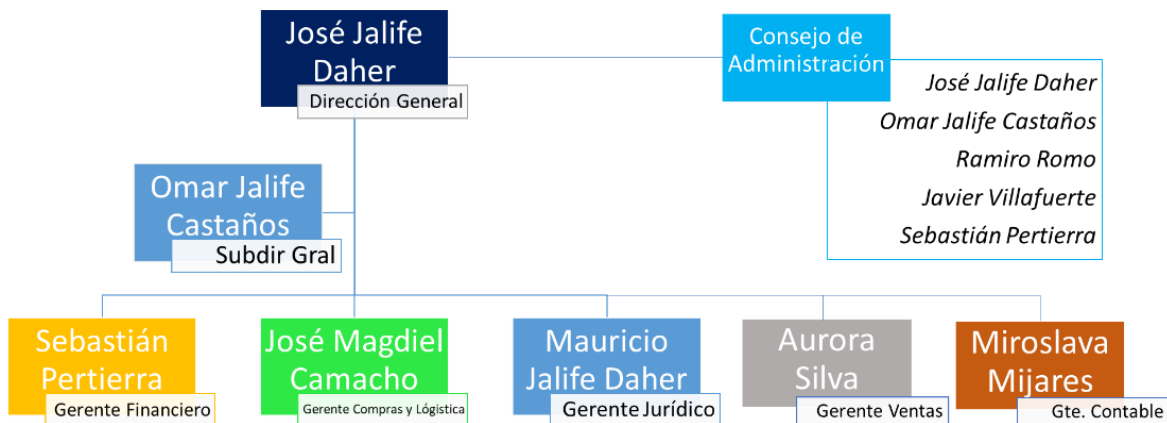 José Jalife
Daher
Dirección General
Consejo de
Administración
José Jalife Daher
Omar Jalife Castaños
Ramiro Romo
Javier Villafuerte
Sebastián Pertierra
Omar Jalife
Castaños
Subdir Gral
Sebastián
Pertierra
Gerente Financiero
José Magdiel
Camacho
Gerente Compras y Lógistica
Mauricio
Jalife Daher
Gerente Jurídico
Aurora
Silva
Gerente Ventas
Miroslava
Mijares
Gte. Contable